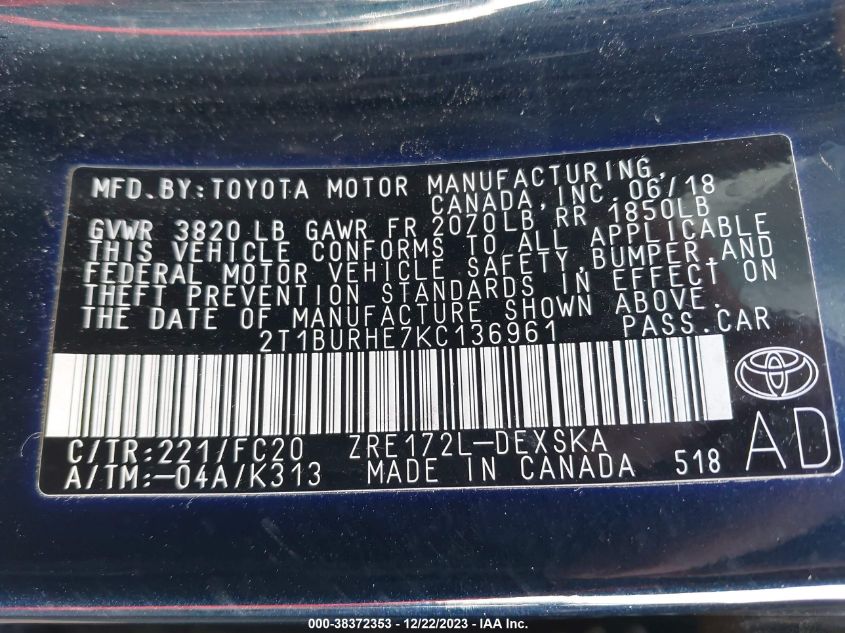 MFD.BY:TOYOTA MOTOR MANUFACTURING,
CANADA,INC. 06/18
GVWR 3820 LB GAWR FR 2070LB RR 1850LB
THIS VEHICLE CONFORMS TO ALL APPLICABLE
FEDERAL MOTOR VEHICLE SAFETY,BUMPER,AND
THEFT PREVENTION STANDARDS IN EFFECT ON
THE DATE OF MANUFACTURE SHOWN ABOVE.
2T1BURHE7KC136961 PASS.CAR
C/TR:221/FC20 ZRE172L-DEXSKA
A/TM:-04A/K313 MADE IN CANADA 518
AD
000-38372353 - 12/22/2023 - IAA Inc.